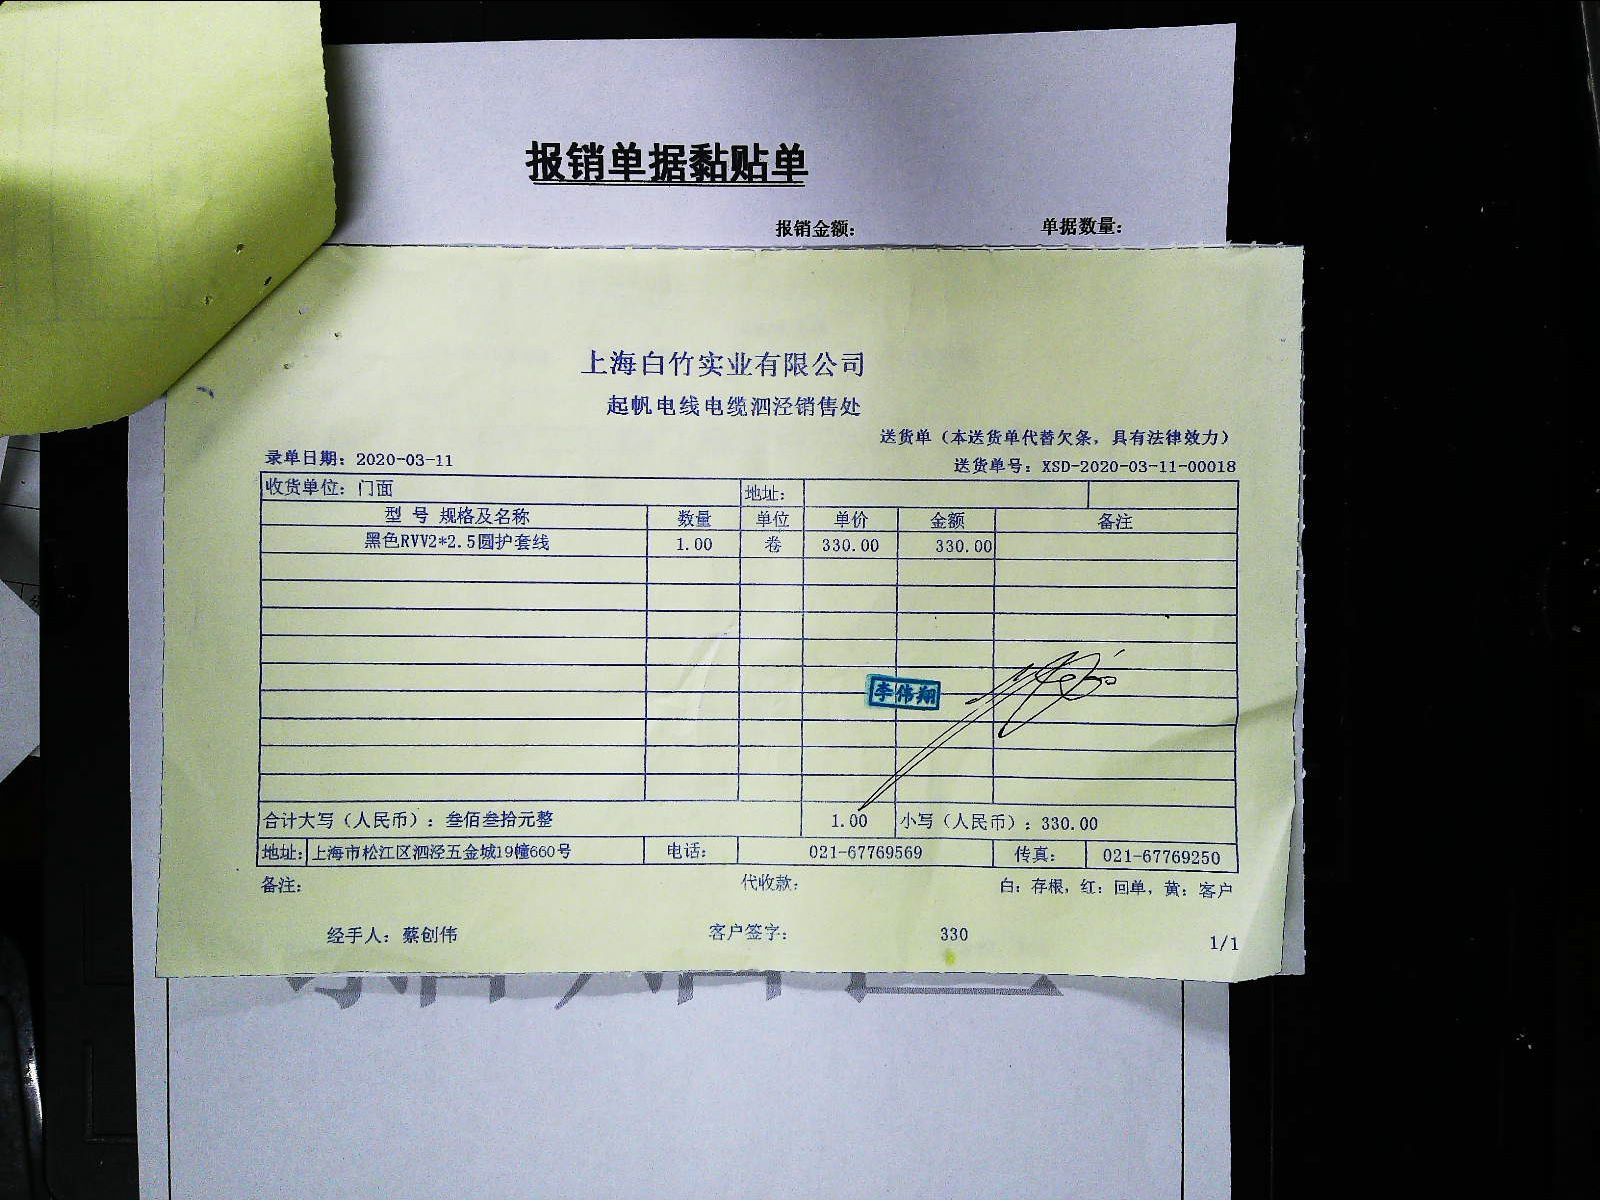 报销单据黏贴单
报销金额: 单据数量:
上海白竹实业有限公司
起帆电线电缆泗泾销售处
送货单（本送货单代替欠条，具有法律效力）
录单日期: 2020-03-11 送货单号: XSD-2020-03-11-00018
收货单位: 门面 地址:
型 号 规格及名称 数量 单位 单价 金额 备注
黑色RVV2*2.5圆护套线 1.00 卷 330.00 330.00
李伟翔
合计大写（人民币）: 叁佰叁拾元整 1.00 小写（人民币）: 330.00
地址: 上海市松江区泗泾五金城19幢660号 电话: 021-67769569 传真: 021-67769250
备注: 代收款: 白: 存根, 红: 回单, 黄: 客户
经手人: 蔡创伟 客户签字: 330 1/1